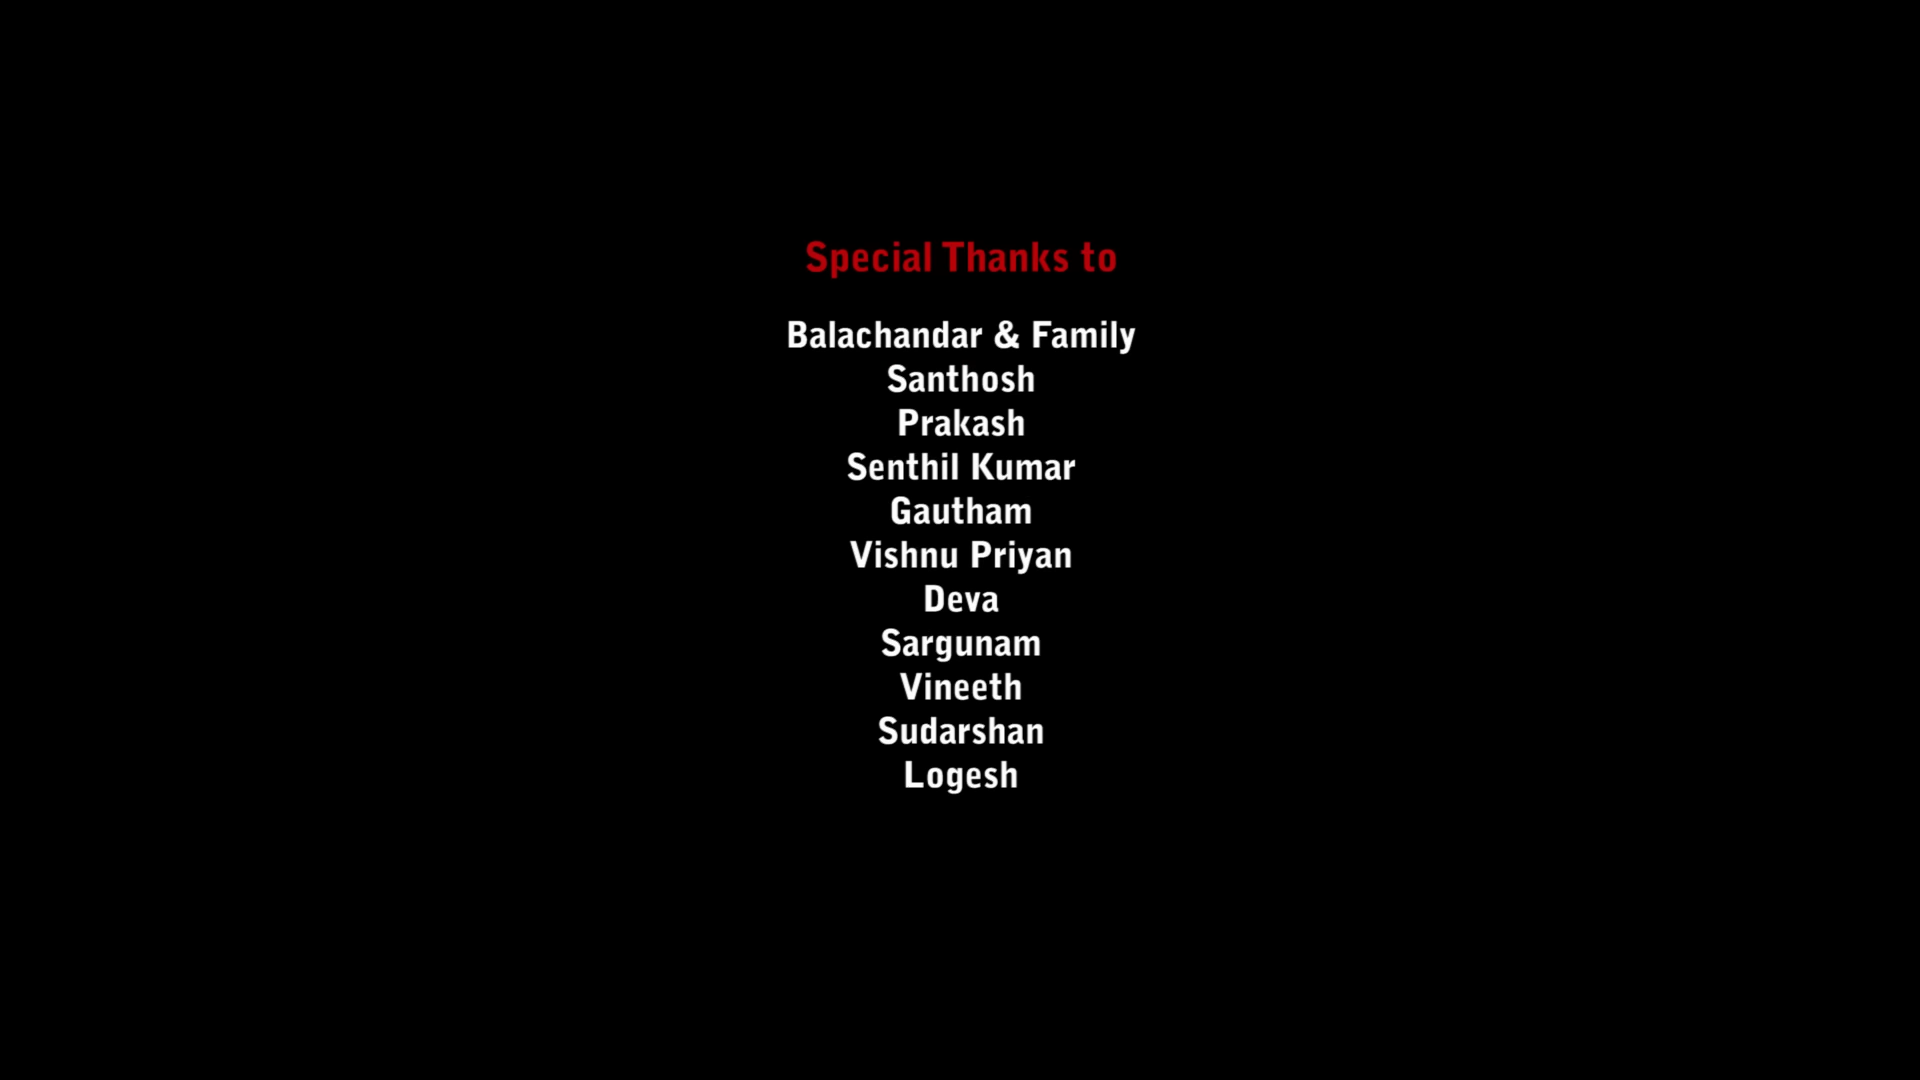 Special Thanks to
Balachandar & Family
Santhosh
Prakash
Senthil Kumar
Gautham
Vishnu Priyan
Deva
Sargunam
Vineeth
Sudarshan
Logesh